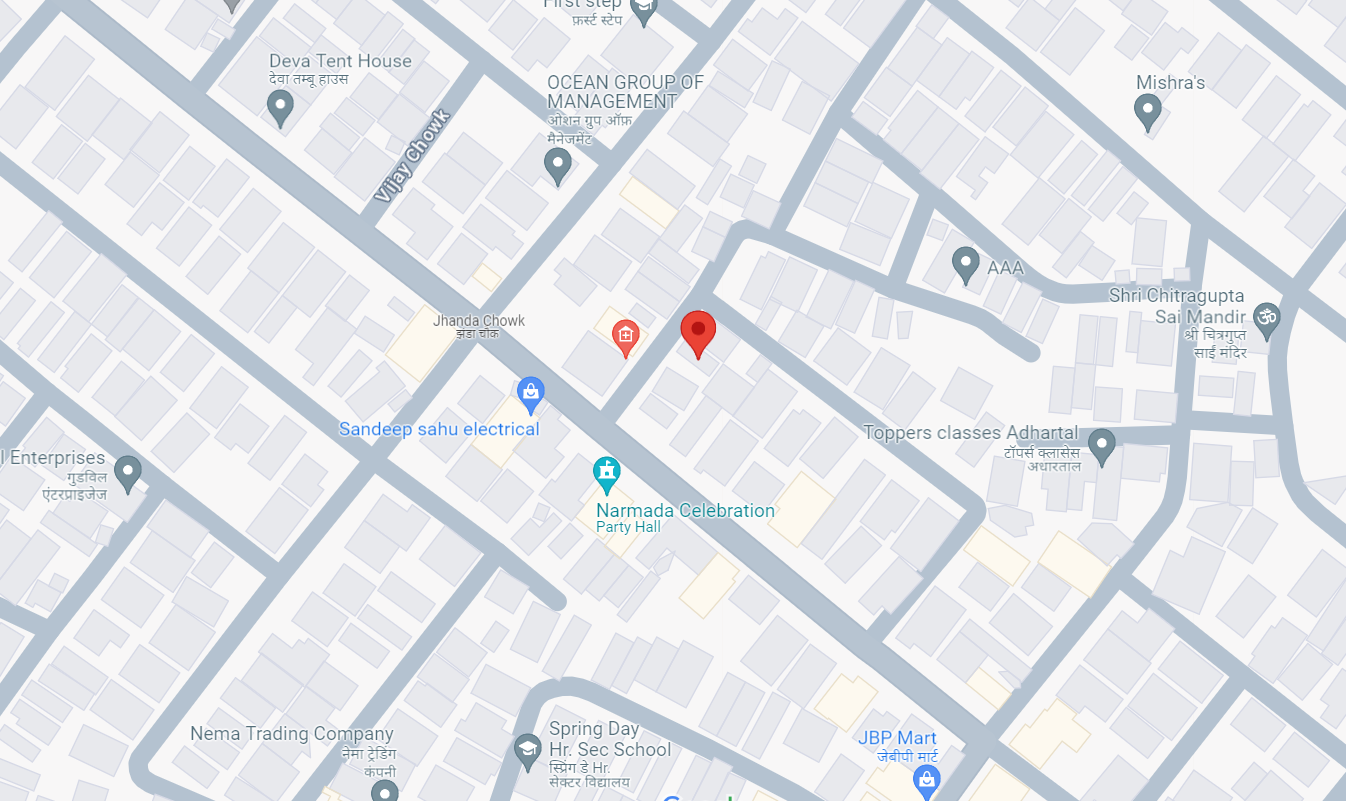 First step
फ़र्स्ट स्टेप
Deva Tent House
देवा तम्बू हाउस
OCEAN GROUP OF
MANAGEMENT
ओशन ग्रुप ऑफ़
मैनेजमेंट
Mishra's
Vijay Chowk
AAA
Shri Chitragupta
Sai Mandir
श्री चित्रगुप्त
साईं मंदिर
Jhanda Chowk
झंडा चौक
Sandeep sahu electrical
Toppers classes Adhartal
टॉपर्स क्लासेस
अधारताल
l Enterprises
गुडविल
एंटरप्राइजेज
Narmada Celebration
Party Hall
Nema Trading Company
नेमा ट्रेडिंग
कंपनी
Spring Day
Hr. Sec School
स्प्रिंग डे Hr.
सेक्टर विद्यालय
JBP Mart
जेबीपी मार्ट